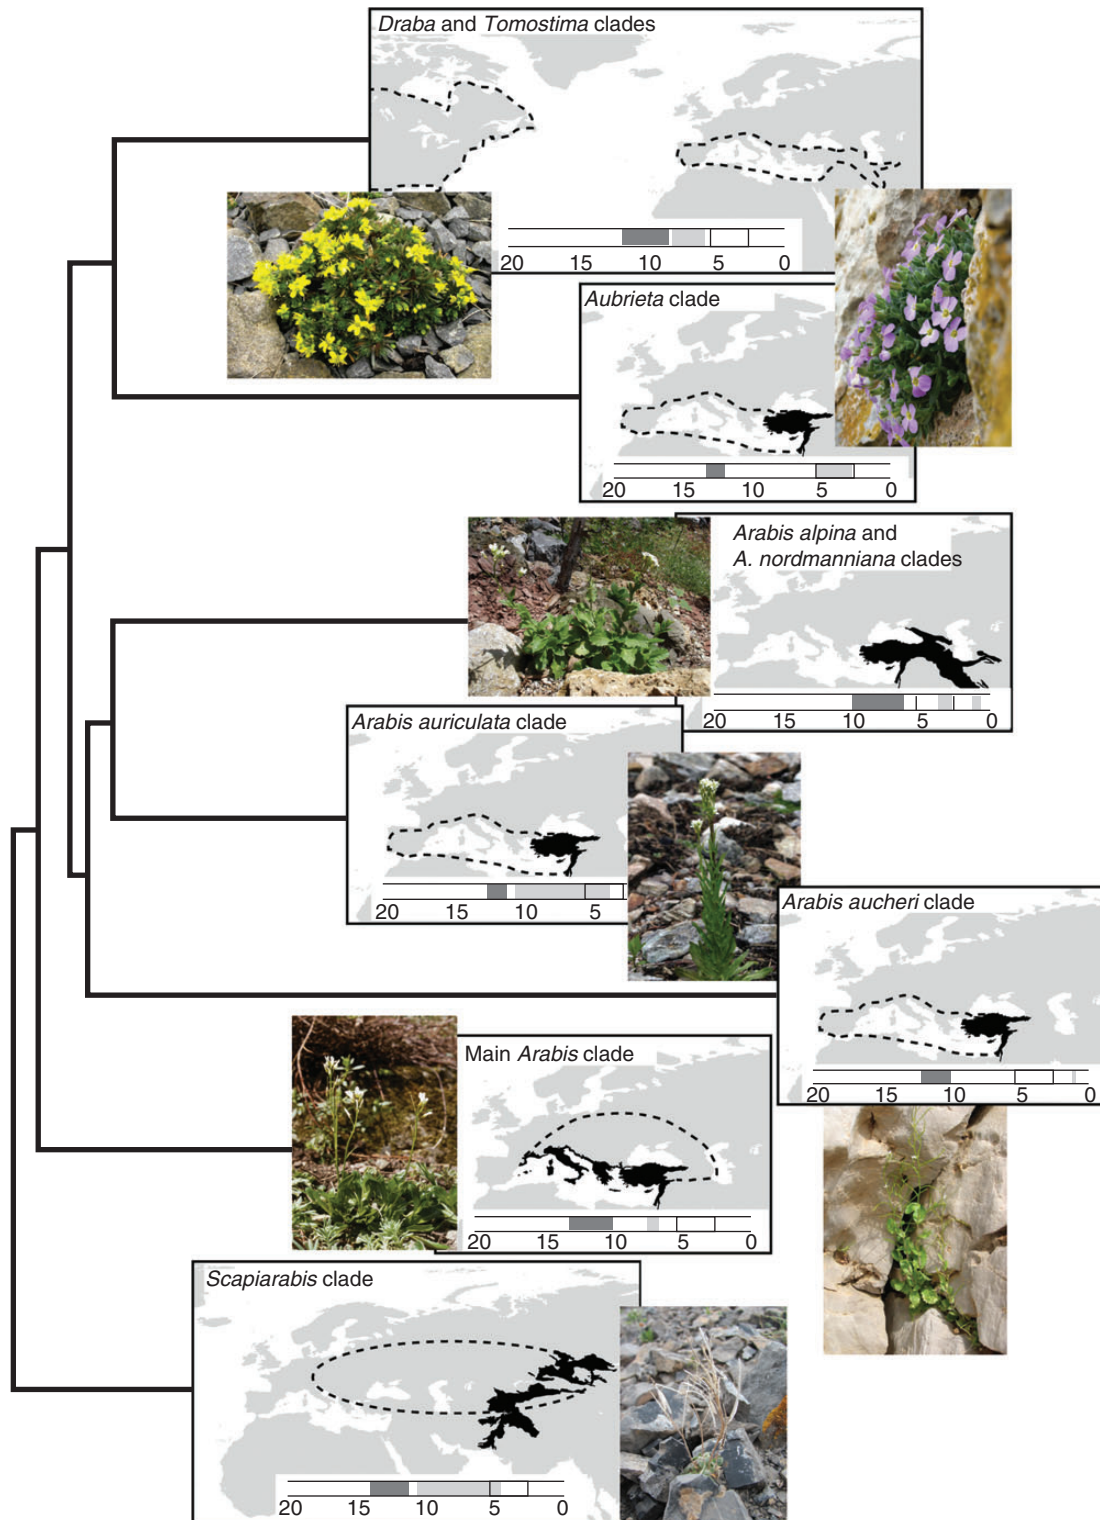 Draba and Tomostima clades
20 15 10 5 0
Aubrieta clade
20 15 10 5 0
Arabis alpina and
A. nordmanniana clades
20 15 10 5 0
Arabis auriculata clade
20 15 10 5
Arabis aucheri clade
20 15 10 5 0
Main Arabis clade
20 15 10 5 0
Scapiarabis clade
20 15 10 5 0